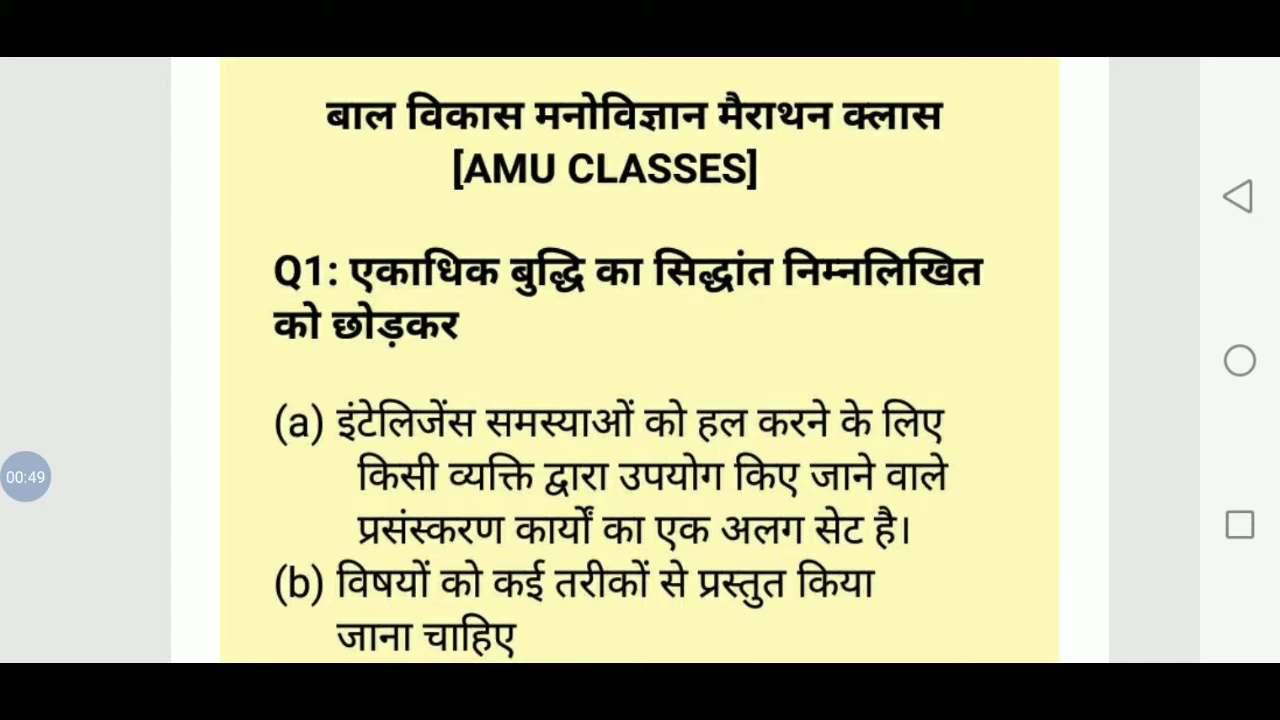 बाल विकास मनोविज्ञान मैराथन क्लास
[AMU CLASSES]
Q1: एकाधिक बुद्धि का सिद्धांत निम्नलिखित
को छोड़कर
(a) इंटेलिजेंस समस्याओं को हल करने के लिए
किसी व्यक्ति द्वारा उपयोग किए जाने वाले
प्रसंस्करण कार्यों का एक अलग सेट है।
(b) विषयों को कई तरीकों से प्रस्तुत किया
जाना चाहिए
00:49